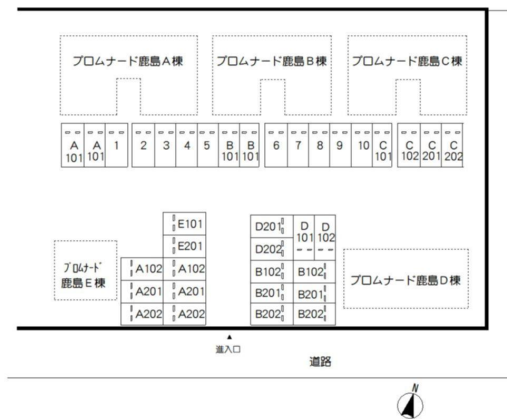 プロムナード鹿島A棟 プロムナード鹿島B棟 プロムナード鹿島C棟
A101 A101 1 2 3 4 5 B101 B101 6 7 8 9 10 C101 C102 C201 C202
E101
E201
D201 D101 D102
D202
プロムナード
鹿島E棟
A102 A102
A201 A201
A202 A202
B102 B102
B201 B201
B202 B202
プロムナード鹿島D棟
進入口
道路
N